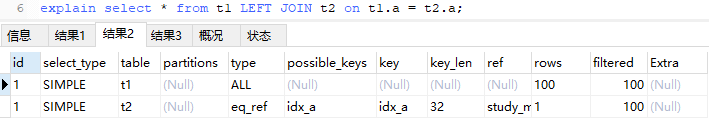 6 explain select * from t1 LEFT JOIN t2 on t1.a = t2.a;
信息 结果1 结果2 结果3 概况 状态
id select_type table partitions type possible_keys key key_len ref rows filtered Extra
1 SIMPLE t1 (Null) ALL (Null) (Null) (Null) (Null) 100 100 (Null)
1 SIMPLE t2 (Null) eq_ref idx_a idx_a 32 study_m 1 100 (Null)